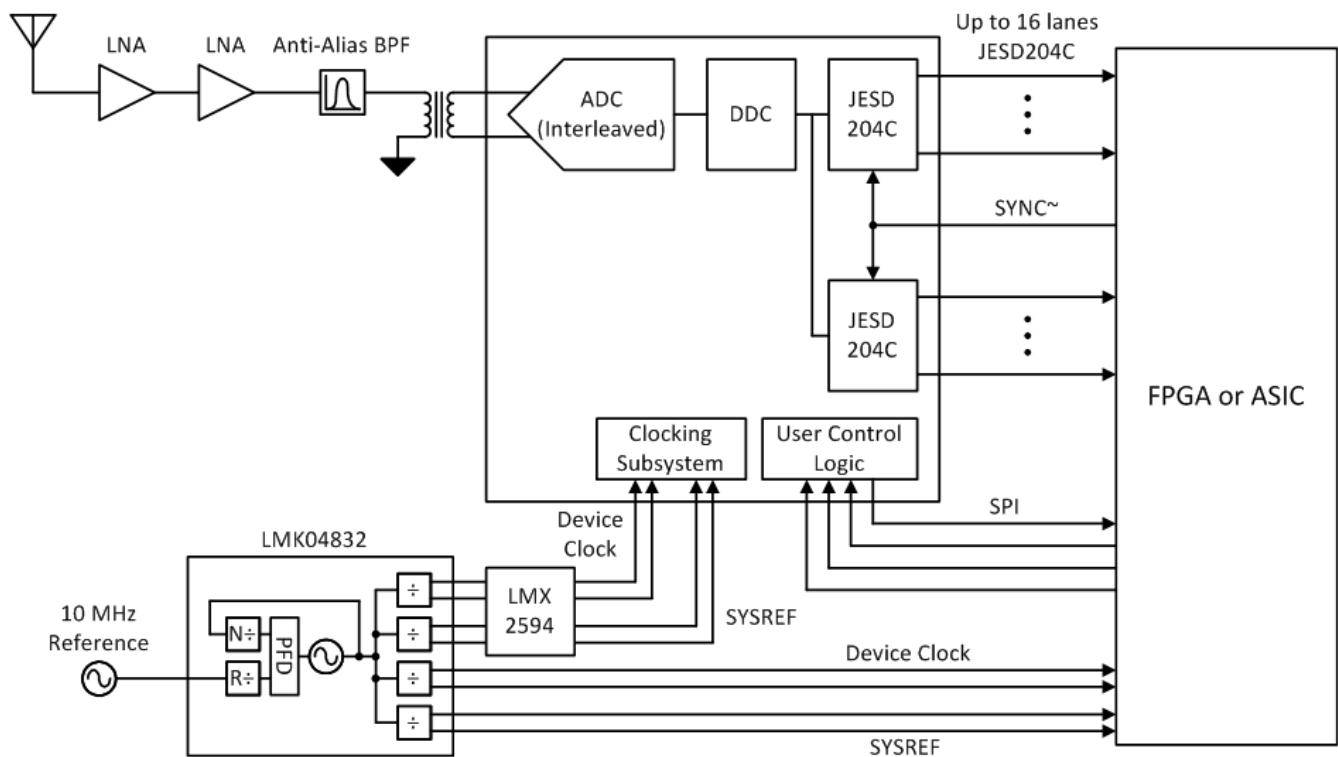 LNA
LNA
Anti-Alias BPF
Up to 16 lanes
JESD204C
ADC
(Interleaved)
DDC
JESD
204C
SYNC~
JESD
204C
FPGA or ASIC
Clocking
Subsystem
User Control
Logic
SPI
Device
Clock
LMK04832
10 MHz
Reference
N÷
R÷
PFD
÷
÷
÷
÷
LMX
2594
SYSREF
Device Clock
SYSREF